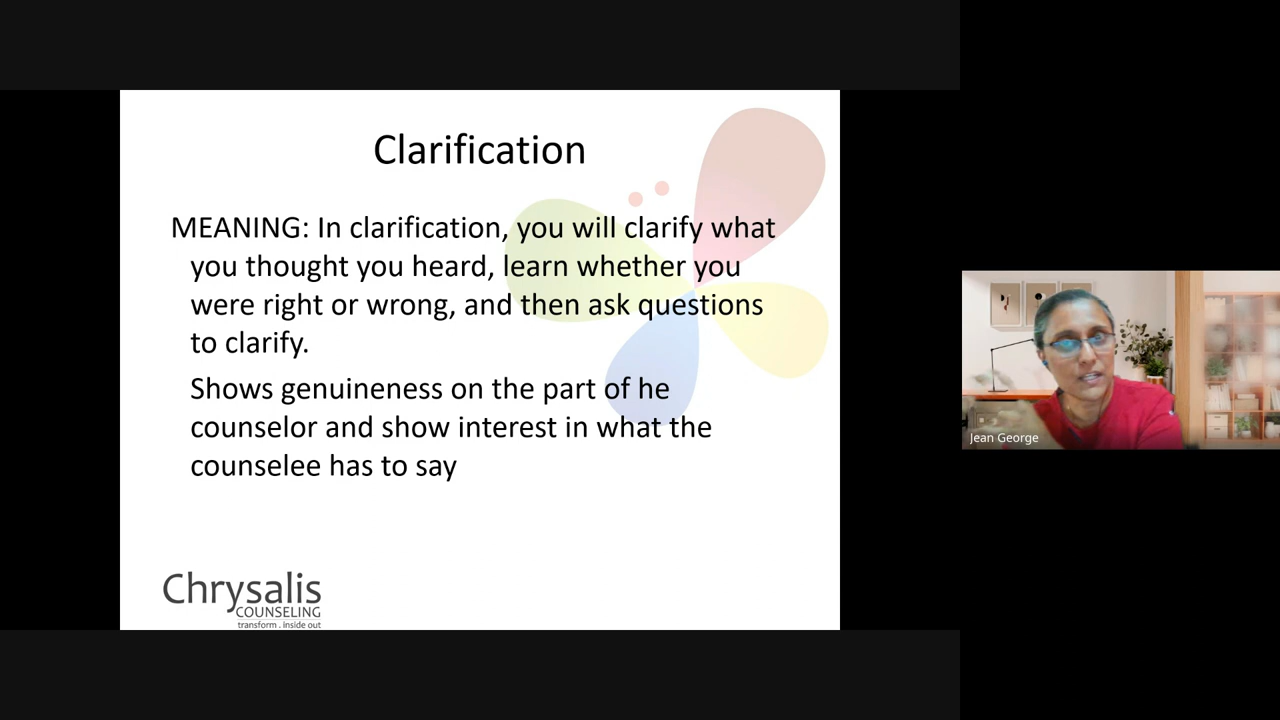 Clarification
MEANING: In clarification, you will clarify what
you thought you heard, learn whether you
were right or wrong, and then ask questions
to clarify.
Shows genuineness on the part of he
counselor and show interest in what the
counselee has to say
Chrysalis
COUNSELING
transform . inside out
Jean George